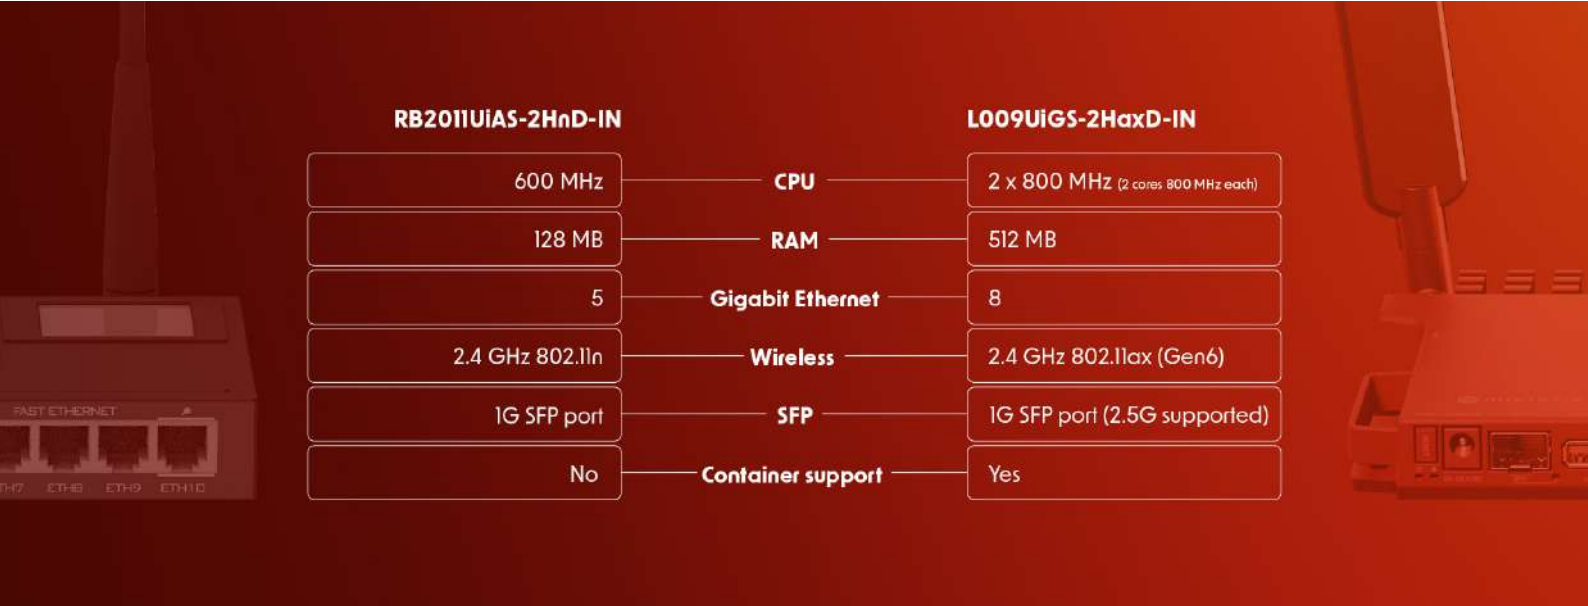 RB2011UiAS-2HnD-IN
L009UiGS-2HaxD-IN
600 MHz CPU 2 x 800 MHz (2 cores 800 MHz each)
128 MB RAM 512 MB
5 Gigabit Ethernet 8
2.4 GHz 802.11n Wireless 2.4 GHz 802.11ax (Gen6)
1G SFP port SFP 1G SFP port (2.5G supported)
No Container support Yes
FAST ETHERNET
ETH8 ETH9 ETH10